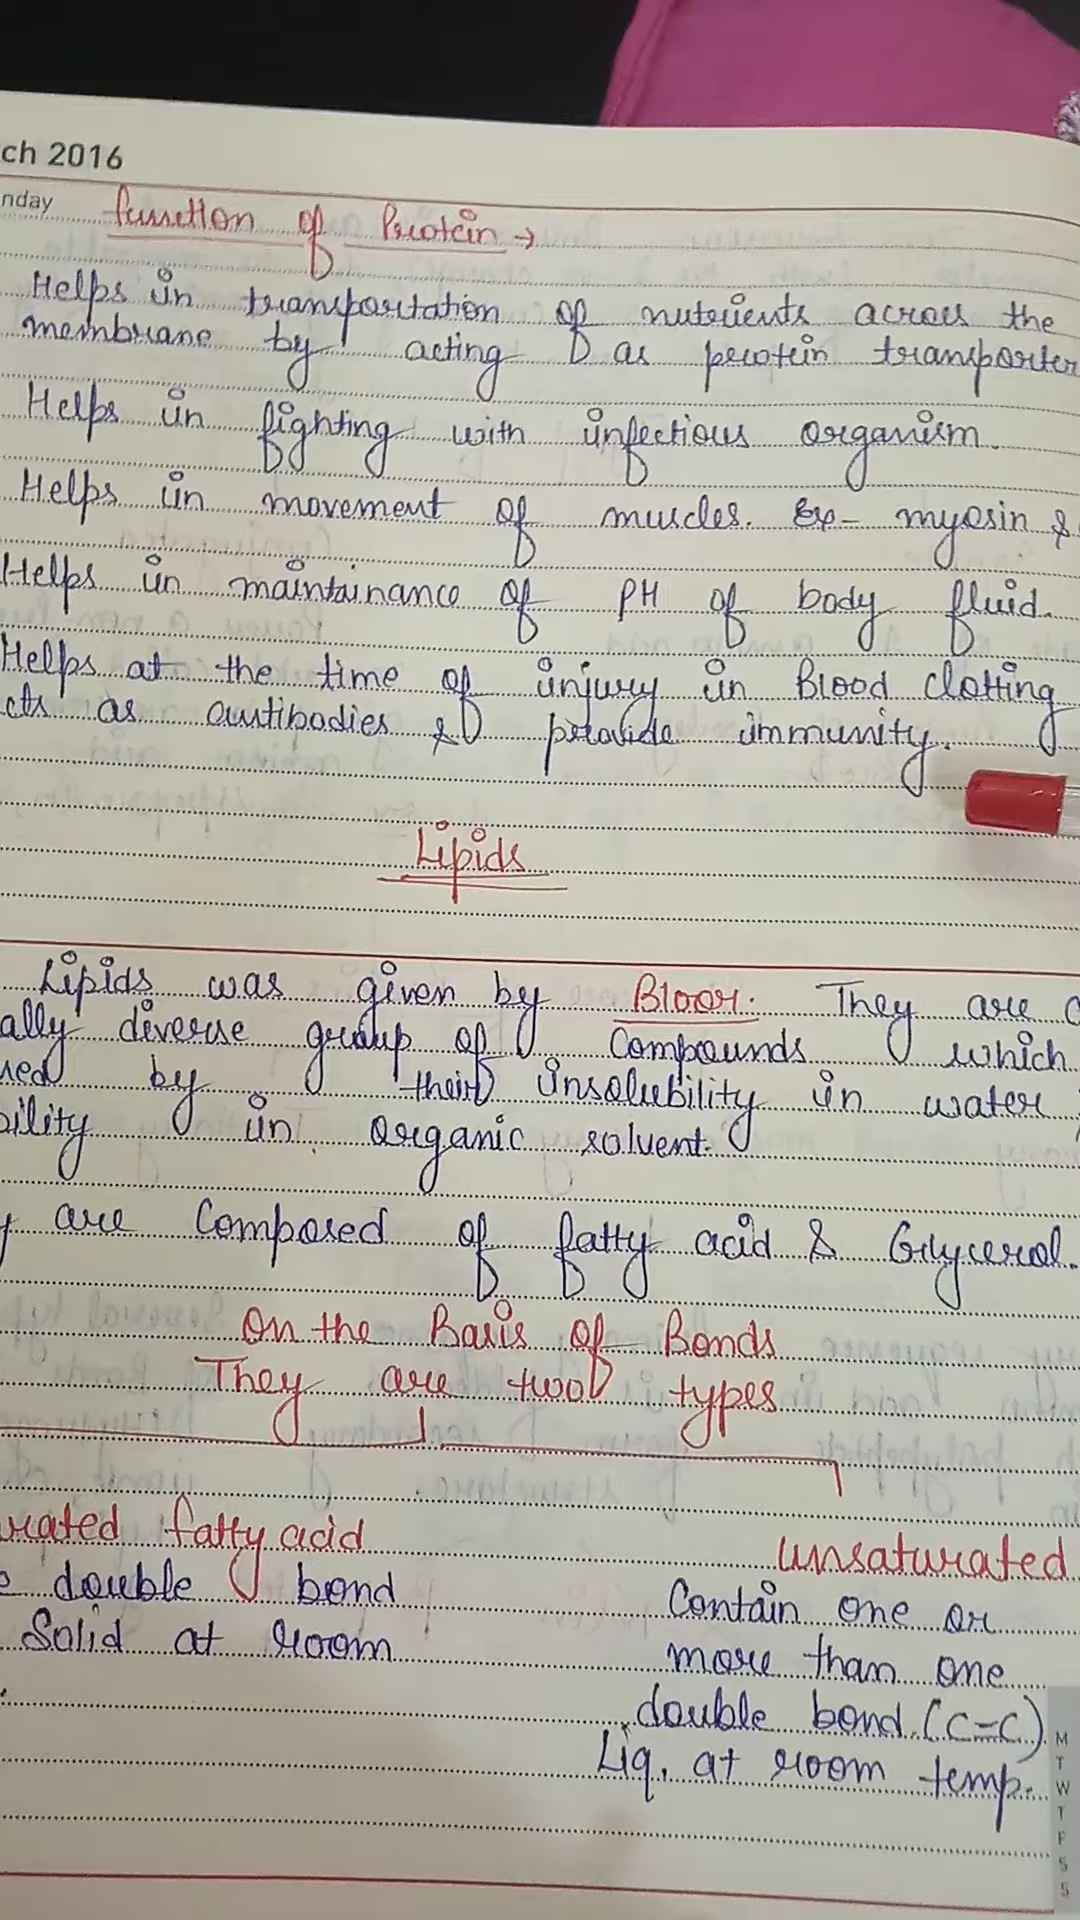 ch 2016
nday
function of Protein →
Helps in transportation of nutrients across the
membrane by acting as protein transporter
Helps in fighting with infectious organism.
Helps in movement of muscles. Ex- myosin &
Helps in maintainance of PH of body fluid.
Helps at the time of injury in Blood clotting
cts as antibodies & provide immunity.
Lipids
Lipids was given by Bloor. They are c
ally diverse group of compounds which
ned by their insolubility in water
bility in organic solvent.
y are Composed of fatty acid & Glycerol.
On the Basis of Bonds
They are two types
urated fatty acid
unsaturated
e double bond
Contain one or
Solid at room
more than one
double bond (C=C)
Liq. at room temp.
M
T
W
T
F
S
S